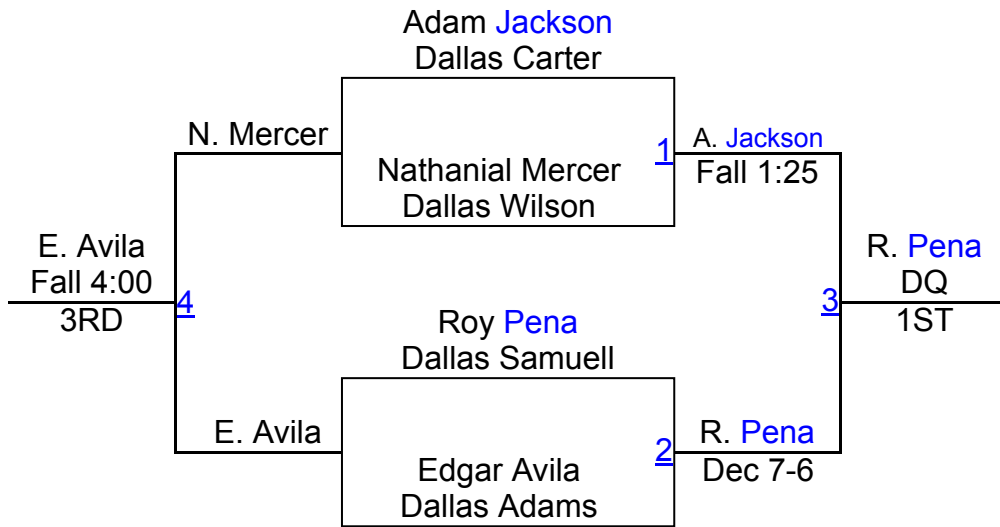 Adam Jackson
Dallas Carter
N. Mercer
1
A. Jackson
Nathanial Mercer
Fall 1:25
Dallas Wilson
E. Avila
Fall 4:00
3RD
4
R. Pena
DQ
1ST
3
Roy Pena
Dallas Samuell
E. Avila
2
R. Pena
Edgar Avila
Dec 7-6
Dallas Adams